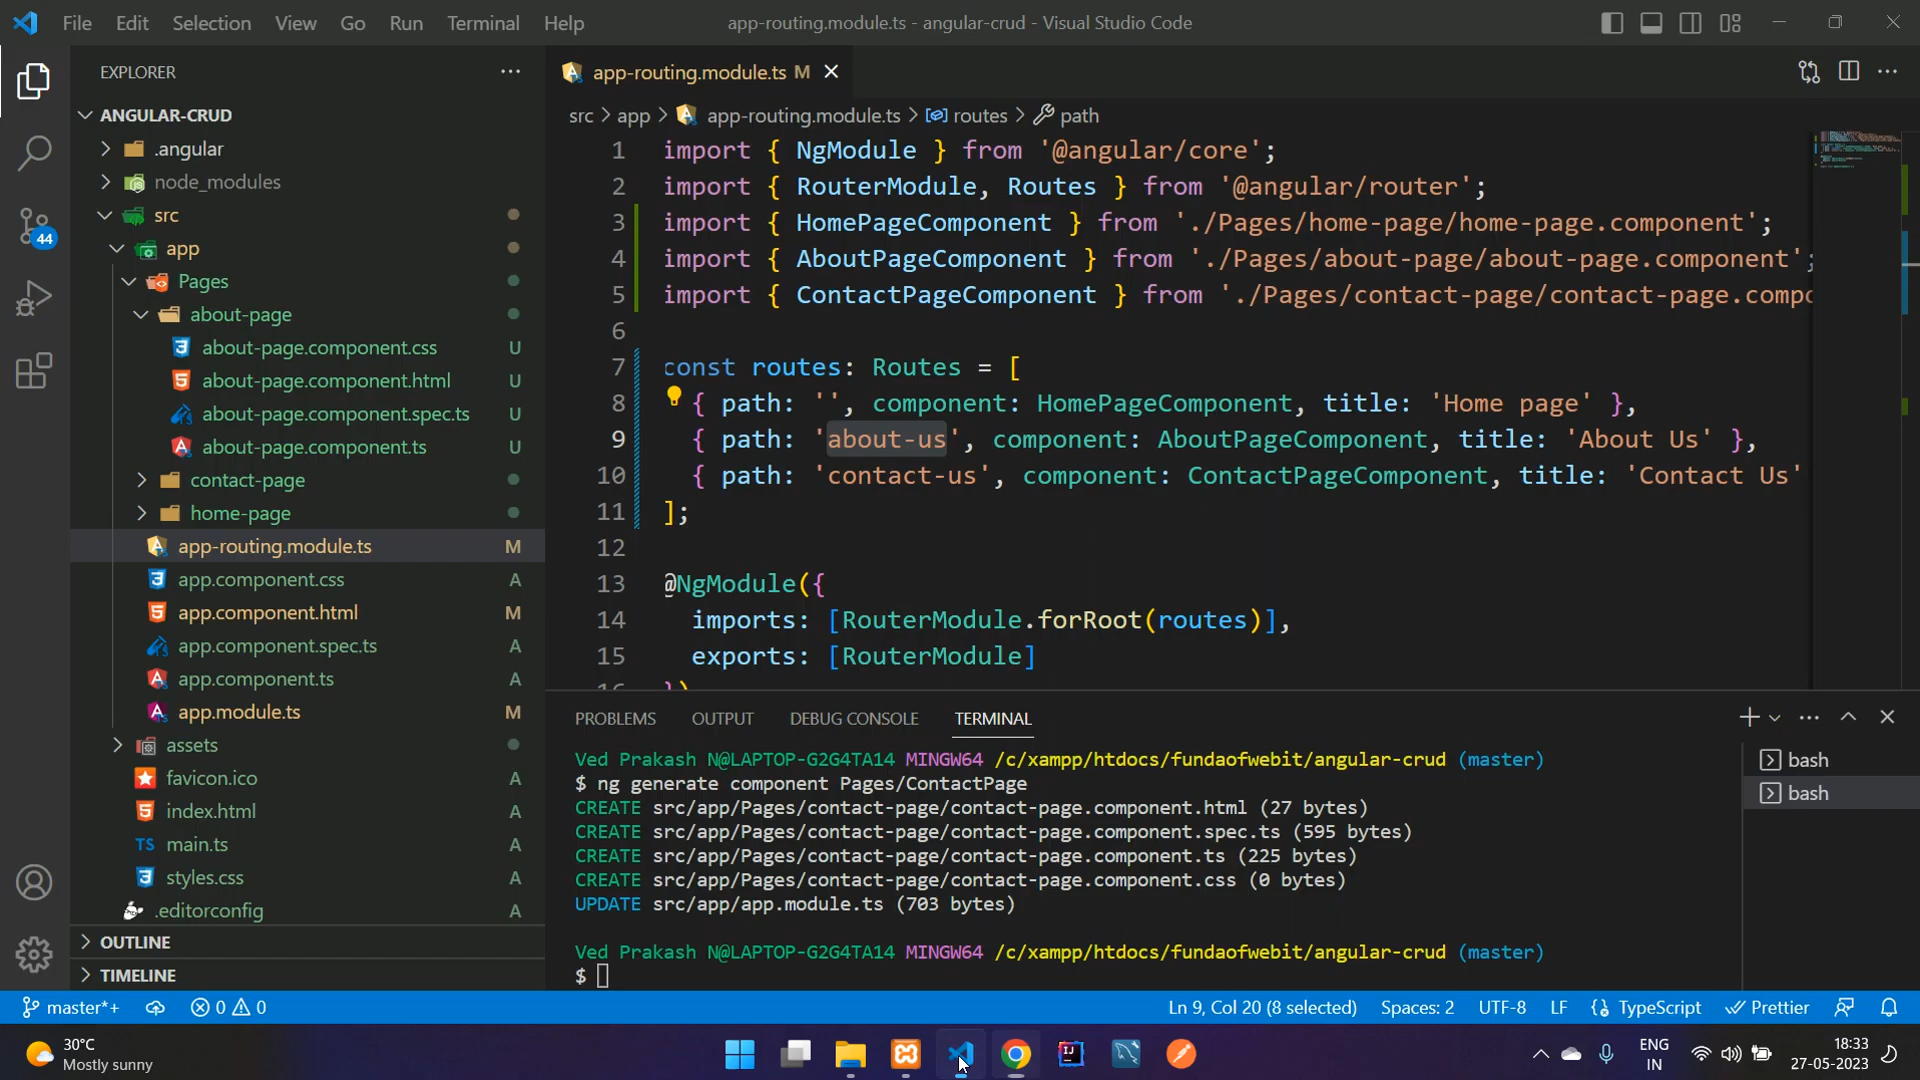 File Edit Selection View Go Run Terminal Help
app-routing.module.ts - angular-crud - Visual Studio Code
EXPLORER
ANGULAR-CRUD
.angular
node_modules
src
app
Pages
about-page
about-page.component.css U
about-page.component.html U
about-page.component.spec.ts U
about-page.component.ts U
contact-page
home-page
app-routing.module.ts M
app.component.css A
app.component.html M
app.component.spec.ts A
app.component.ts A
app.module.ts M
assets
favicon.ico A
index.html A
TS main.ts A
styles.css A
.editorconfig A
OUTLINE
TIMELINE
44
app-routing.module.ts M
src > app > app-routing.module.ts > routes > path
1 import { NgModule } from '@angular/core';
2 import { RouterModule, Routes } from '@angular/router';
3 import { HomePageComponent } from './Pages/home-page/home-page.component';
4 import { AboutPageComponent } from './Pages/about-page/about-page.component';
5 import { ContactPageComponent } from './Pages/contact-page/contact-page.compo
6
7 const routes: Routes = [
8 { path: '', component: HomePageComponent, title: 'Home page' },
9 { path: 'about-us', component: AboutPageComponent, title: 'About Us' },
10 { path: 'contact-us', component: ContactPageComponent, title: 'Contact Us'
11 ];
12
13 @NgModule({
14 imports: [RouterModule.forRoot(routes)],
15 exports: [RouterModule]
16 })
PROBLEMS OUTPUT DEBUG CONSOLE TERMINAL
Ved Prakash N@LAPTOP-G2G4TA14 MINGW64 /c/xampp/htdocs/fundaofwebit/angular-crud (master)
$ ng generate component Pages/ContactPage
CREATE src/app/Pages/contact-page/contact-page.component.html (27 bytes)
CREATE src/app/Pages/contact-page/contact-page.component.spec.ts (595 bytes)
CREATE src/app/Pages/contact-page/contact-page.component.ts (225 bytes)
CREATE src/app/Pages/contact-page/contact-page.component.css (0 bytes)
UPDATE src/app/app.module.ts (703 bytes)
Ved Prakash N@LAPTOP-G2G4TA14 MINGW64 /c/xampp/htdocs/fundaofwebit/angular-crud (master)
$
bash
bash
master*+ 0 0 Ln 9, Col 20 (8 selected) Spaces: 2 UTF-8 LF {} TypeScript Prettier
30°C
Mostly sunny
ENG
IN
18:33
27-05-2023